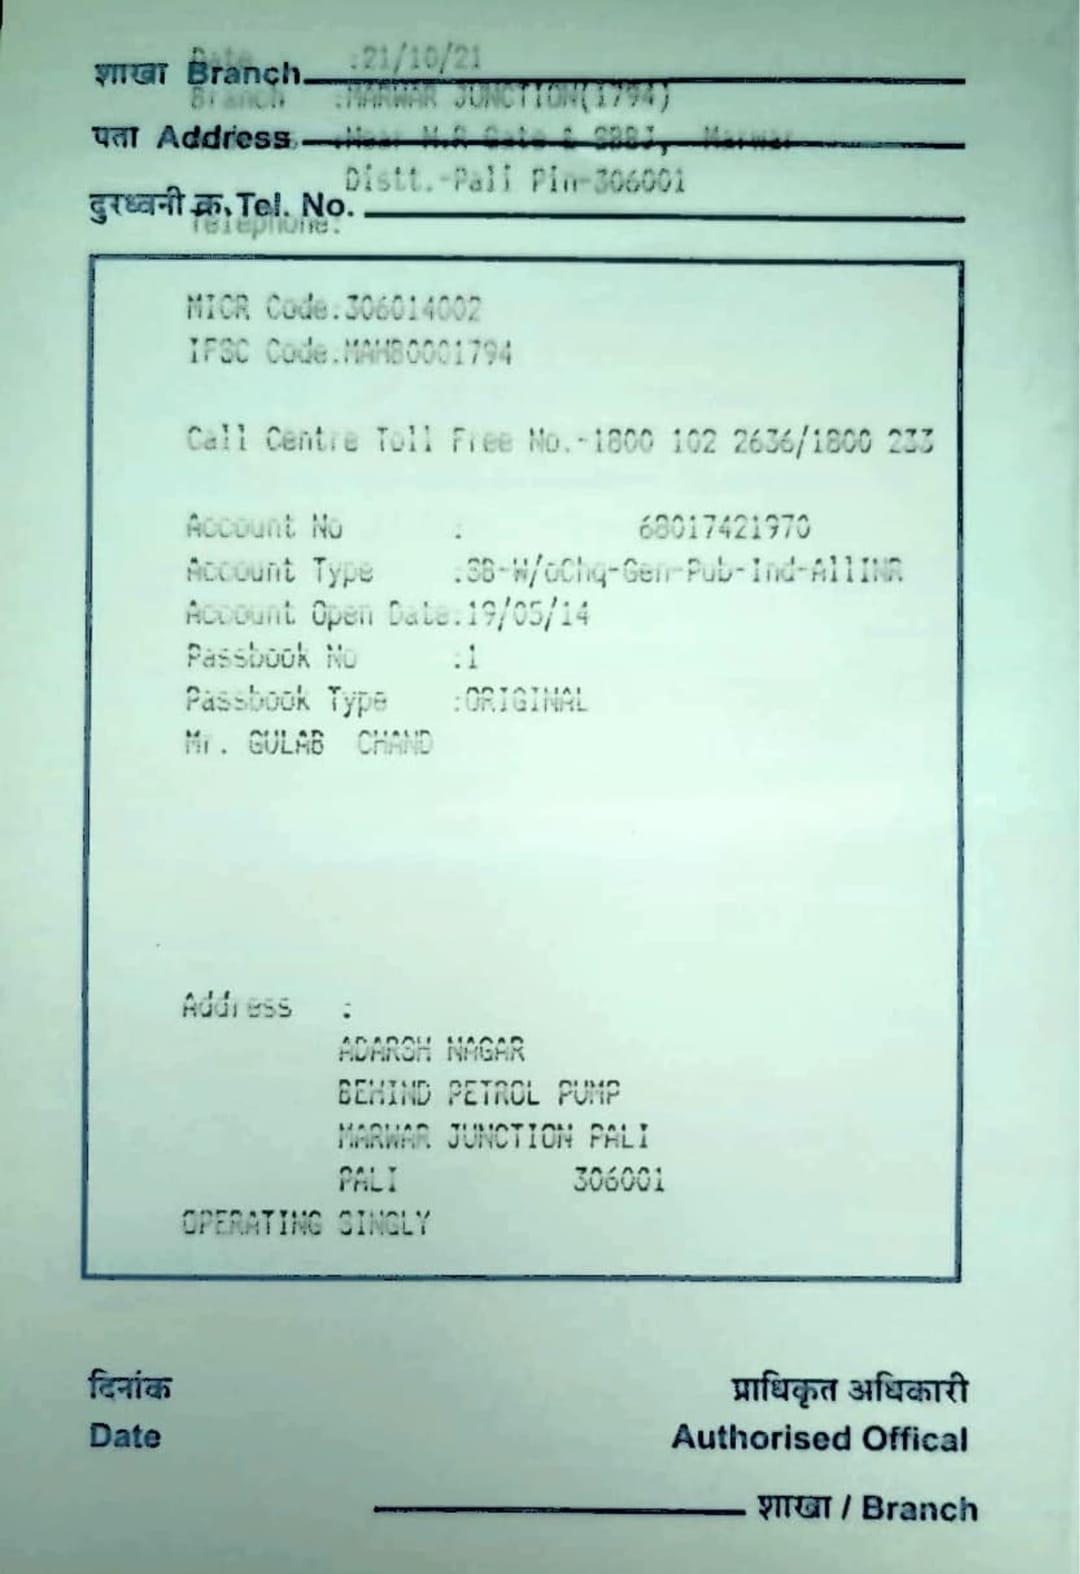 Date :21/10/21
शाखा Branch
Branch :MARWAR JUNCTION(1794)
पता Address :Near M.R Gate & SBBJ, Marwar
Distt.-Pali Pin-306001
दुरध्वनी क्र. Tel. No.
Telephone:
MICR Code:306014002
IFSC Code:MAHB0001794
Call Centre Toll Free No.-1800 102 2636/1800 233
Account No : 68017421970
Account Type :SB-W/oChq-Gen-Pub-Ind-AllINR
Account Open Date:19/05/14
Passbook No :1
Passbook Type :ORIGINAL
Mr. GULAB CHAND
Address :
ADARSH NAGAR
BEHIND PETROL PUMP
MARWAR JUNCTION PALI
PALI 306001
OPERATING SINGLY
दिनांक प्राधिकृत अधिकारी
Date Authorised Offical
शाखा / Branch